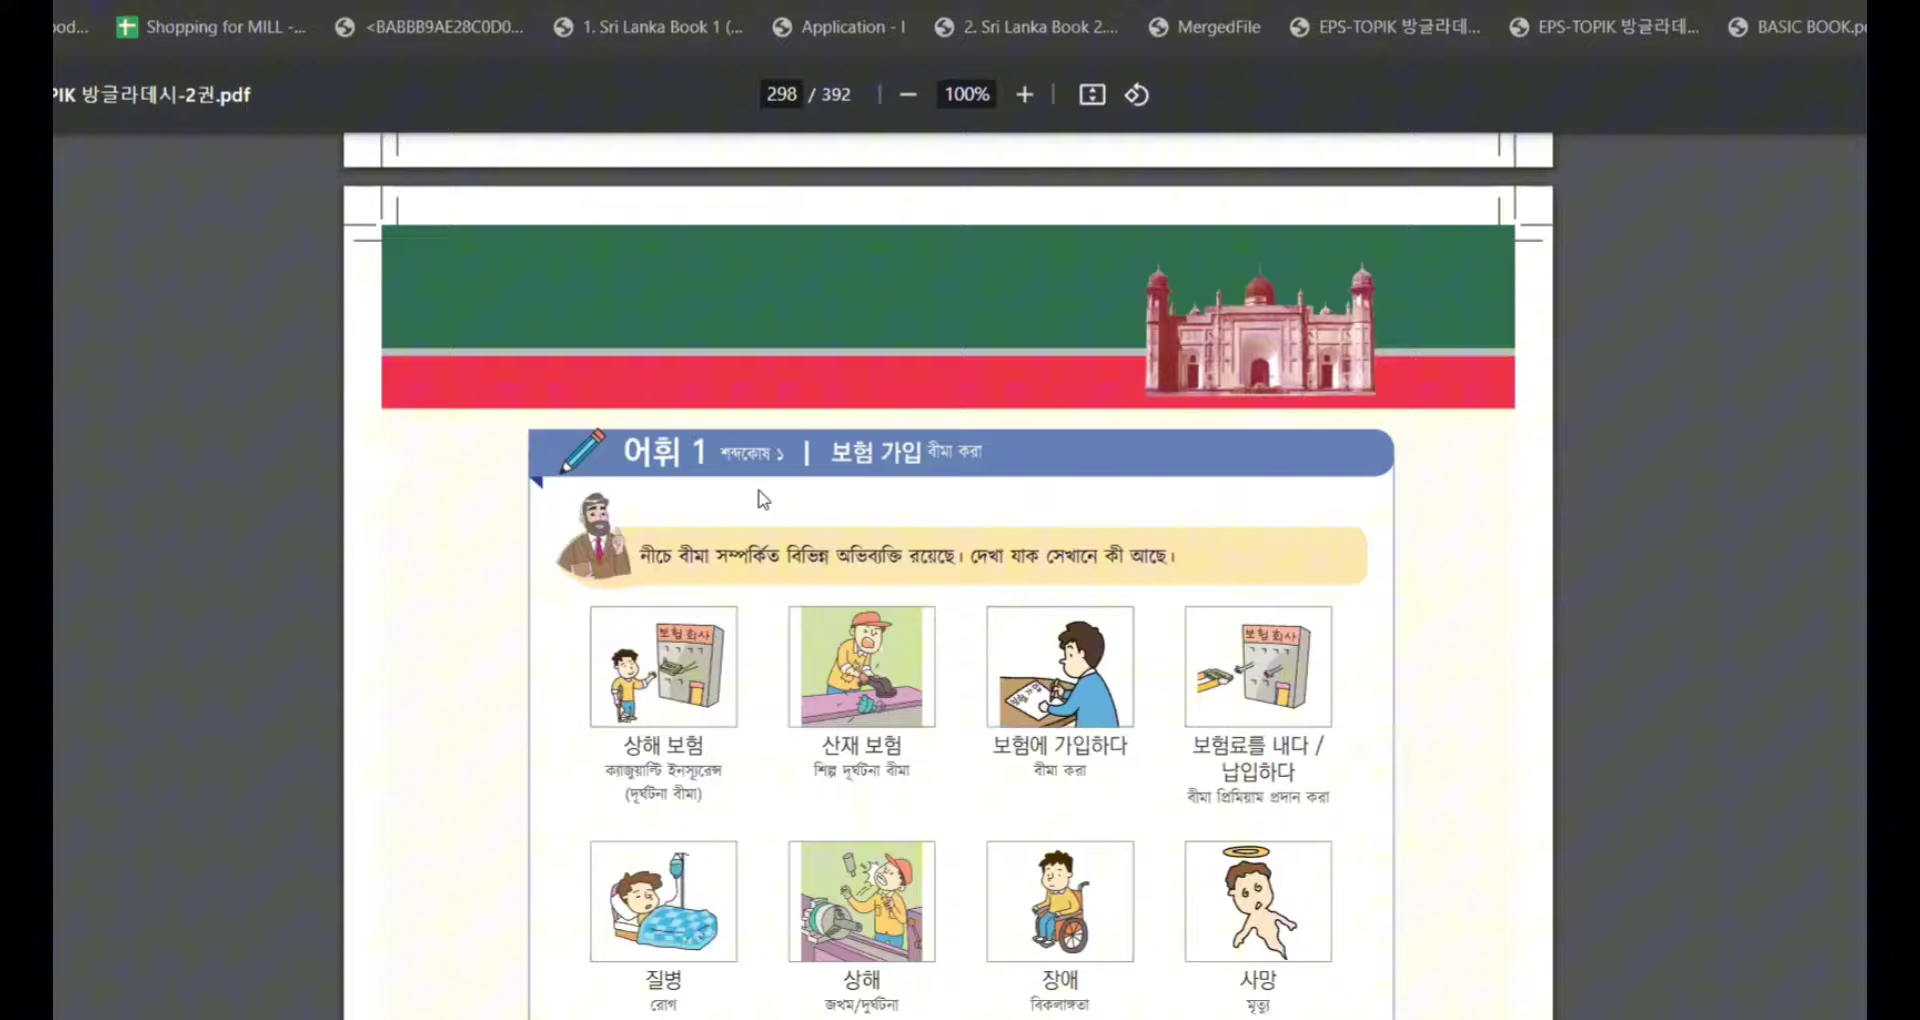 Shopping for MILL -...
<BABBB9AE28C0D0...
1. Sri Lanka Book 1 (...
Application - I
2. Sri Lanka Book 2....
MergedFile
EPS-TOPIK 방글라데...
EPS-TOPIK 방글라데...
BASIC BOOK.p
PIK 방글라데시-2권.pdf
298 / 392
100%
어휘 1 শব্দকোষ ১ | 보험 가입 বীমা করা
নীচে বীমা সম্পর্কিত বিভিন্ন অভিব্যক্তি রয়েছে। দেখা যাক সেখানে কী আছে।
보험 회사
보험 회사
상해 보험
ক্যাজুয়াল্টি ইনস্যুরেন্স
(দুর্ঘটনা বীমা)
산재 보험
শিল্প দুর্ঘটনা বীমা
보험에 가입하다
বীমা করা
보험료를 내다 /
납입하다
বীমা প্রিমিয়াম প্রদান করা
질병
রোগ
상해
জখম/দুর্ঘটনা
장애
বিকলাঙ্গতা
사망
মৃত্যু